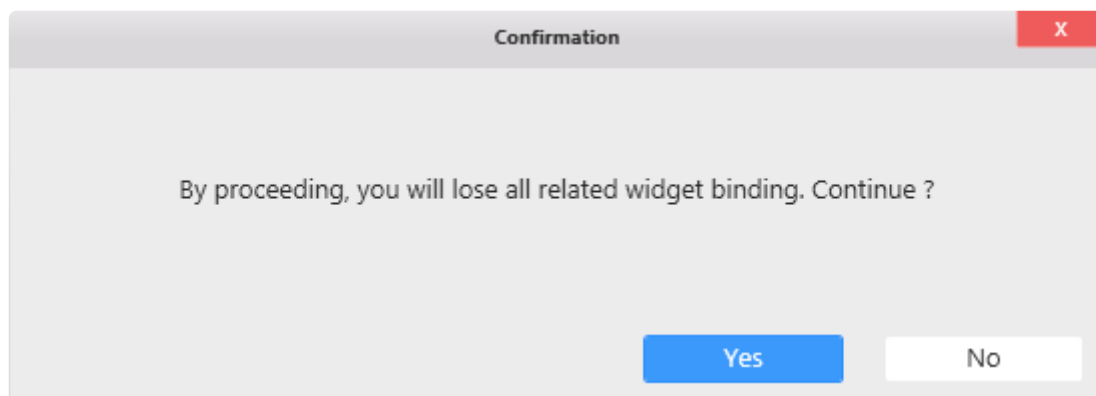 Confirmation
X
By proceeding, you will lose all related widget binding. Continue ?
Yes
No